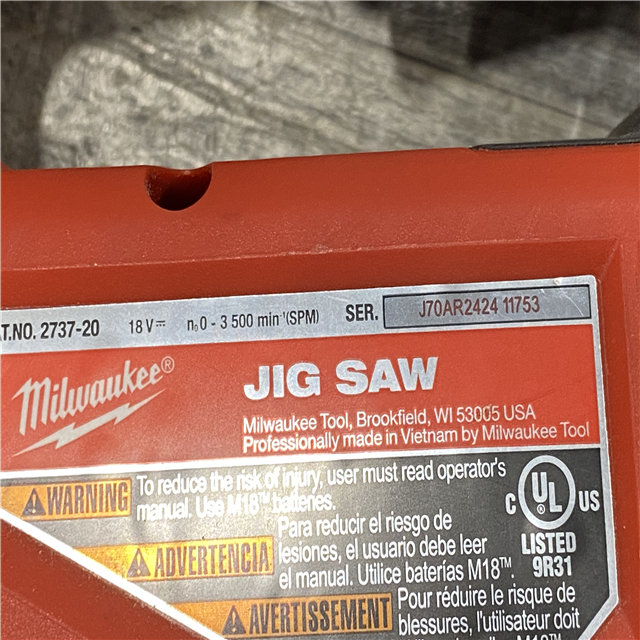 T.NO. 2737-20 18 V⎓ n₀ 0 - 3 500 min⁻¹(SPM) SER. J70AR2424 11753
Milwaukee®
JIG SAW
Milwaukee Tool, Brookfield, WI 53005 USA
Professionally made in Vietnam by Milwaukee Tool
WARNING To reduce the risk of injury, user must read operator's
manual. Use M18™ batteries.
ADVERTENCIA Para reducir el riesgo de
lesiones, el usuario debe leer
el manual. Utilice baterías M18™.
AVERTISSEMENT Pour réduire le risque de
blessures, l'utilisateur doit
C UL US
LISTED
9R31